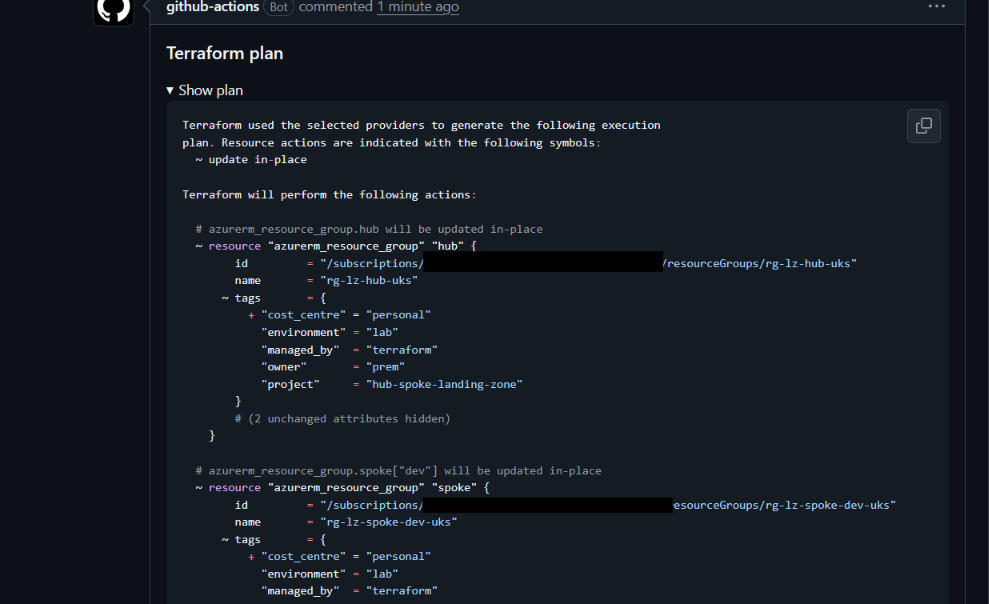 github-actions Bot commented 1 minute ago
Terraform plan
Show plan
Terraform used the selected providers to generate the following execution
plan. Resource actions are indicated with the following symbols:
~ update in-place
Terraform will perform the following actions:
# azurerm_resource_group.hub will be updated in-place
~ resource "azurerm_resource_group" "hub" {
id = "/subscriptions/ /resourceGroups/rg-lz-hub-uks"
name = "rg-lz-hub-uks"
~ tags = {
+ "cost_centre" = "personal"
"environment" = "lab"
"managed_by" = "terraform"
"owner" = "prem"
"project" = "hub-spoke-landing-zone"
}
# (2 unchanged attributes hidden)
}
# azurerm_resource_group.spoke["dev"] will be updated in-place
~ resource "azurerm_resource_group" "spoke" {
id = "/subscriptions/ esourceGroups/rg-lz-spoke-dev-uks"
name = "rg-lz-spoke-dev-uks"
~ tags = {
+ "cost_centre" = "personal"
"environment" = "lab"
"managed_by" = "terraform"